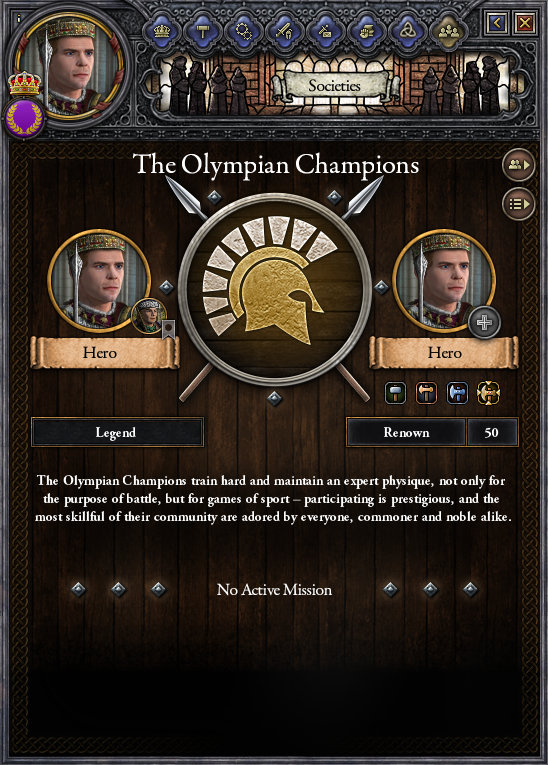 Societies
The Olympian Champions
Hero
Hero
Legend
Renown 50
The Olympian Champions train hard and maintain an expert physique, not only for
the purpose of battle, but for games of sport – participating is prestigious, and the
most skillful of their community are adored by everyone, commoner and noble alike.
No Active Mission